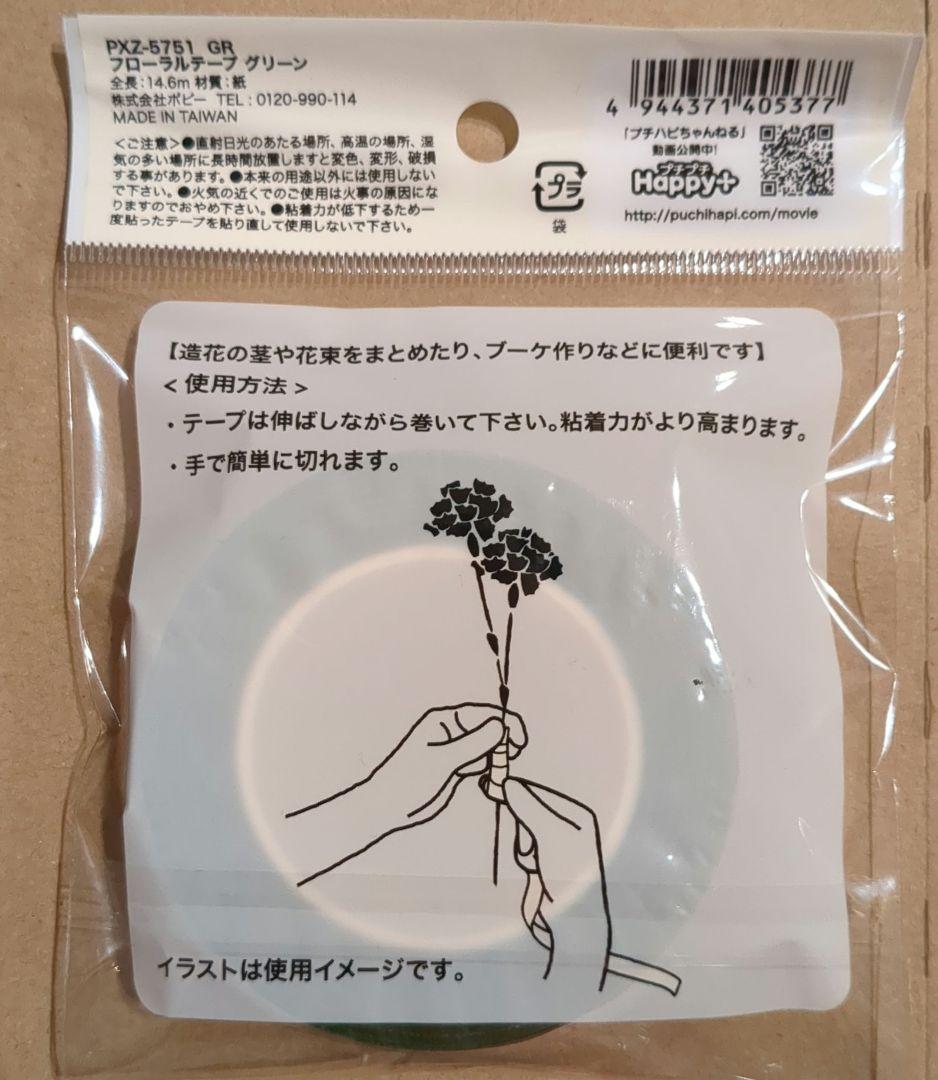 PXZ-5751 GR
フローラルテープ グリーン
全長:14.6m 材質:紙
株式会社ポピー TEL:0120-990-114
MADE IN TAIWAN
<ご注意>●直射日光のあたる場所、高温の場所、湿
気の多い場所に長時間放置しますと変色、変形、破損
する事があります。●本来の用途以外には使用しない
で下さい。●火気の近くでのご使用は火事の原因にな
りますのでおやめ下さい。●粘着力が低下するため一
度貼ったテープを貼り直して使用しないで下さい。
プラ
袋
4 944371 405377
「プチハピちゃんねる」
動画公開中!
プチプチ
Happy+
http://puchihapi.com/movie
【造花の茎や花束をまとめたり、ブーケ作りなどに便利です】
<使用方法>
・テープは伸ばしながら巻いて下さい。粘着力がより高まります。
・手で簡単に切れます。
イラストは使用イメージです。